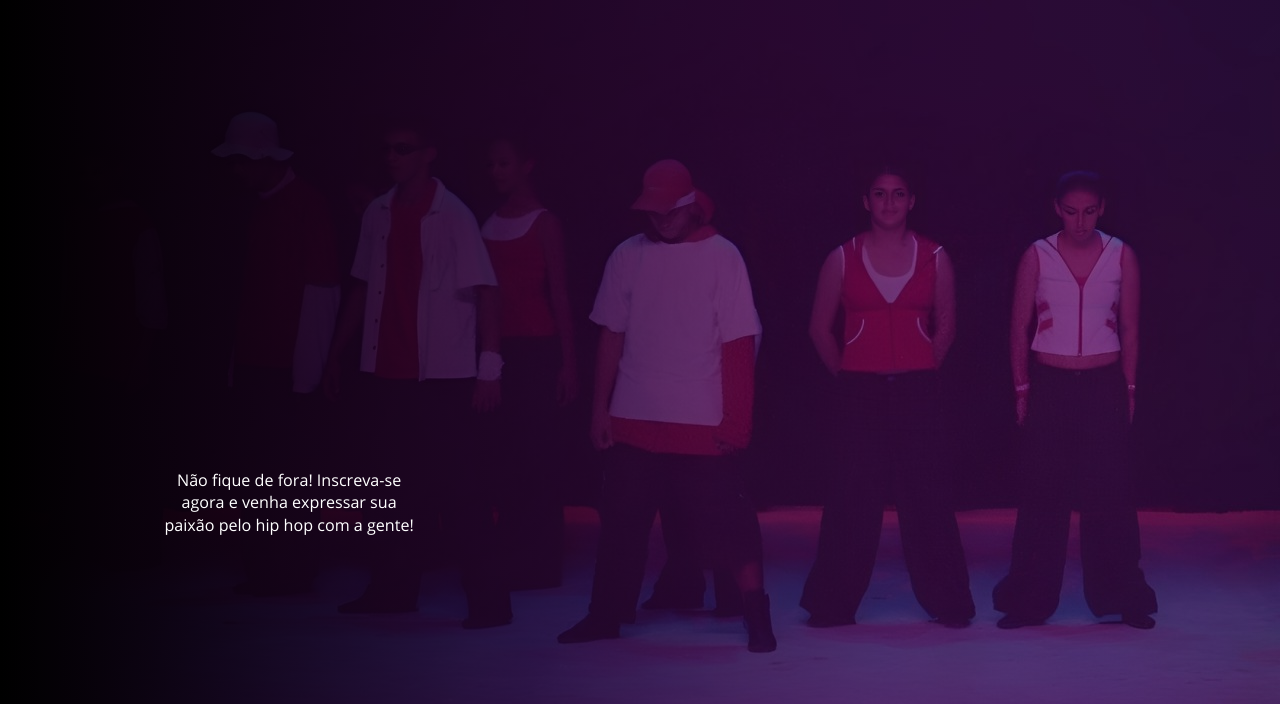 Não fique de fora! Inscreva-se
agora e venha expressar sua
paixão pelo hip hop com a gente!